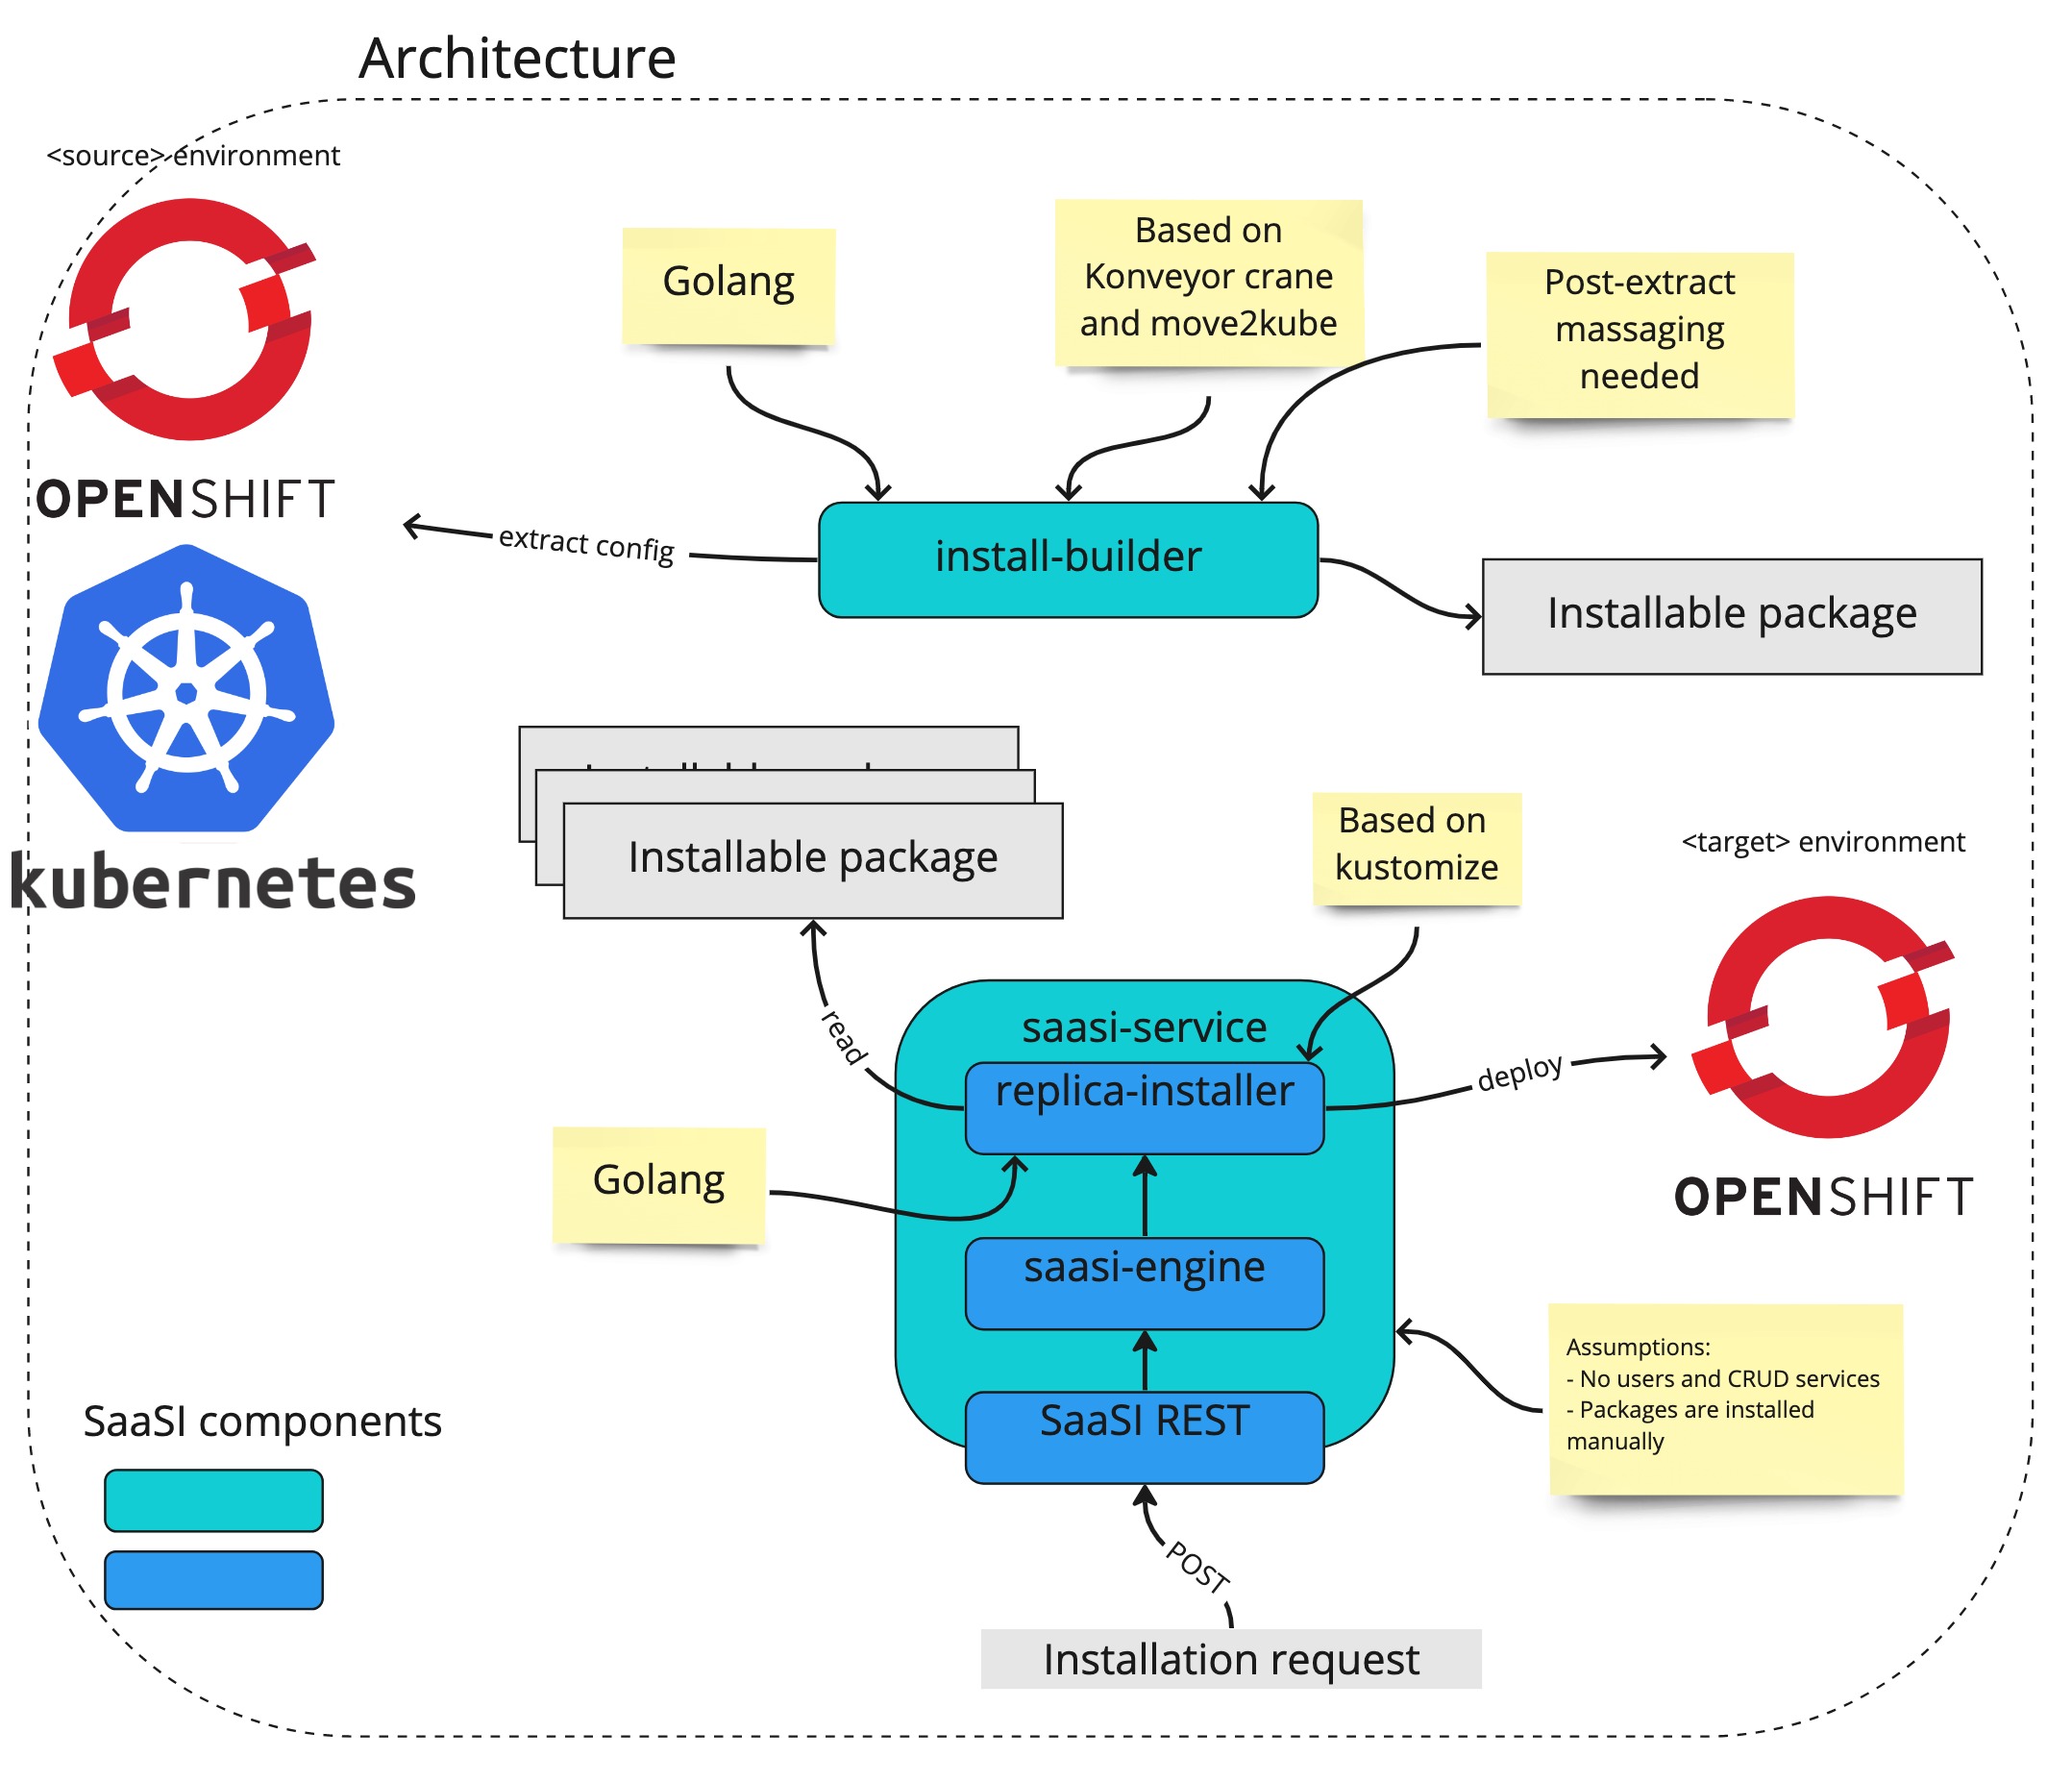 Architecture
<source> environment
OPENSHIFT
kubernetes
Golang
Based on
Konveyor crane
and move2kube
Post-extract
massaging
needed
extract config
install-builder
Installable package
Installable package
Based on
kustomize
<target> environment
OPENSHIFT
read
saasi-service
replica-installer
deploy
Golang
saasi-engine
SaaSI REST
Assumptions:
- No users and CRUD services
- Packages are installed
manually
SaaSI components
POST
Installation request